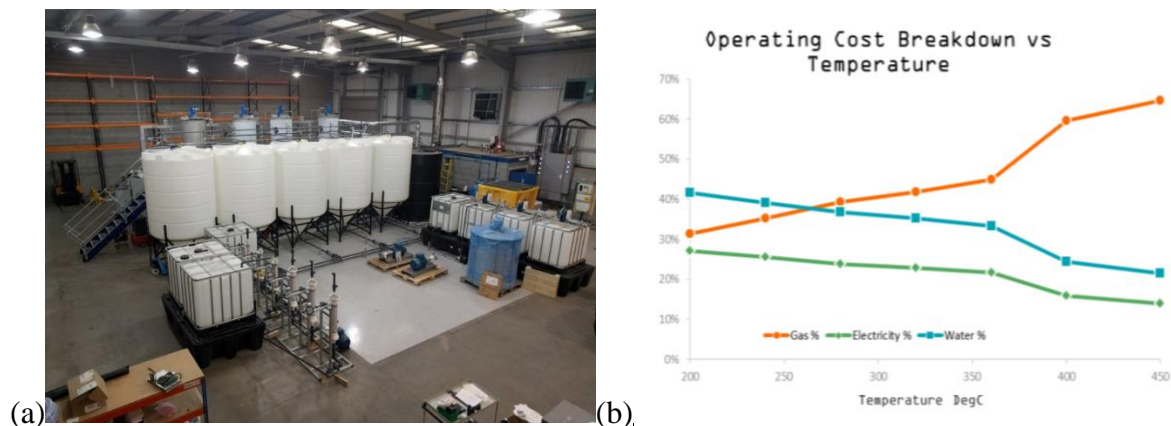 Operating Cost Breakdown vs
Temperature
70%
60%
50%
40%
30%
20%
10%
0%
Gas % Electricity % Water %
200 250 300 350 400 450
Temperature DegC
(a) (b)